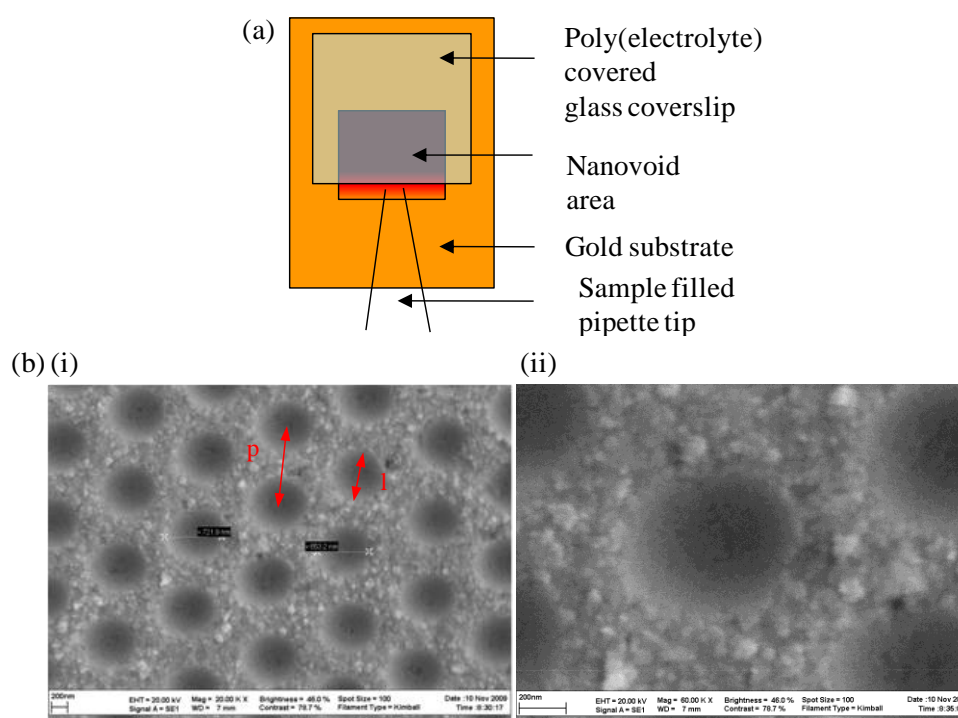 (a)
Poly(electrolyte)
covered
glass coverslip
Nanovoid
area
Gold substrate
Sample filled
pipette tip
(b) (i)
(ii)
p
l
200nm
EHT = 20.00 kV Mag = 20.00 K X Brightness = 46.0 % Spot Size = 100 Date :10 Nov 2009
Signal A = SE1 WD = 7 mm Contrast = 78.7 % Filament Type = Kimball Time :8:30:17
200nm
EHT = 20.00 kV Mag = 60.00 K X Brightness = 46.0 % Spot Size = 100
Signal A = SE1 WD = 7 mm Contrast = 78.7 % Filament Type = Kimball